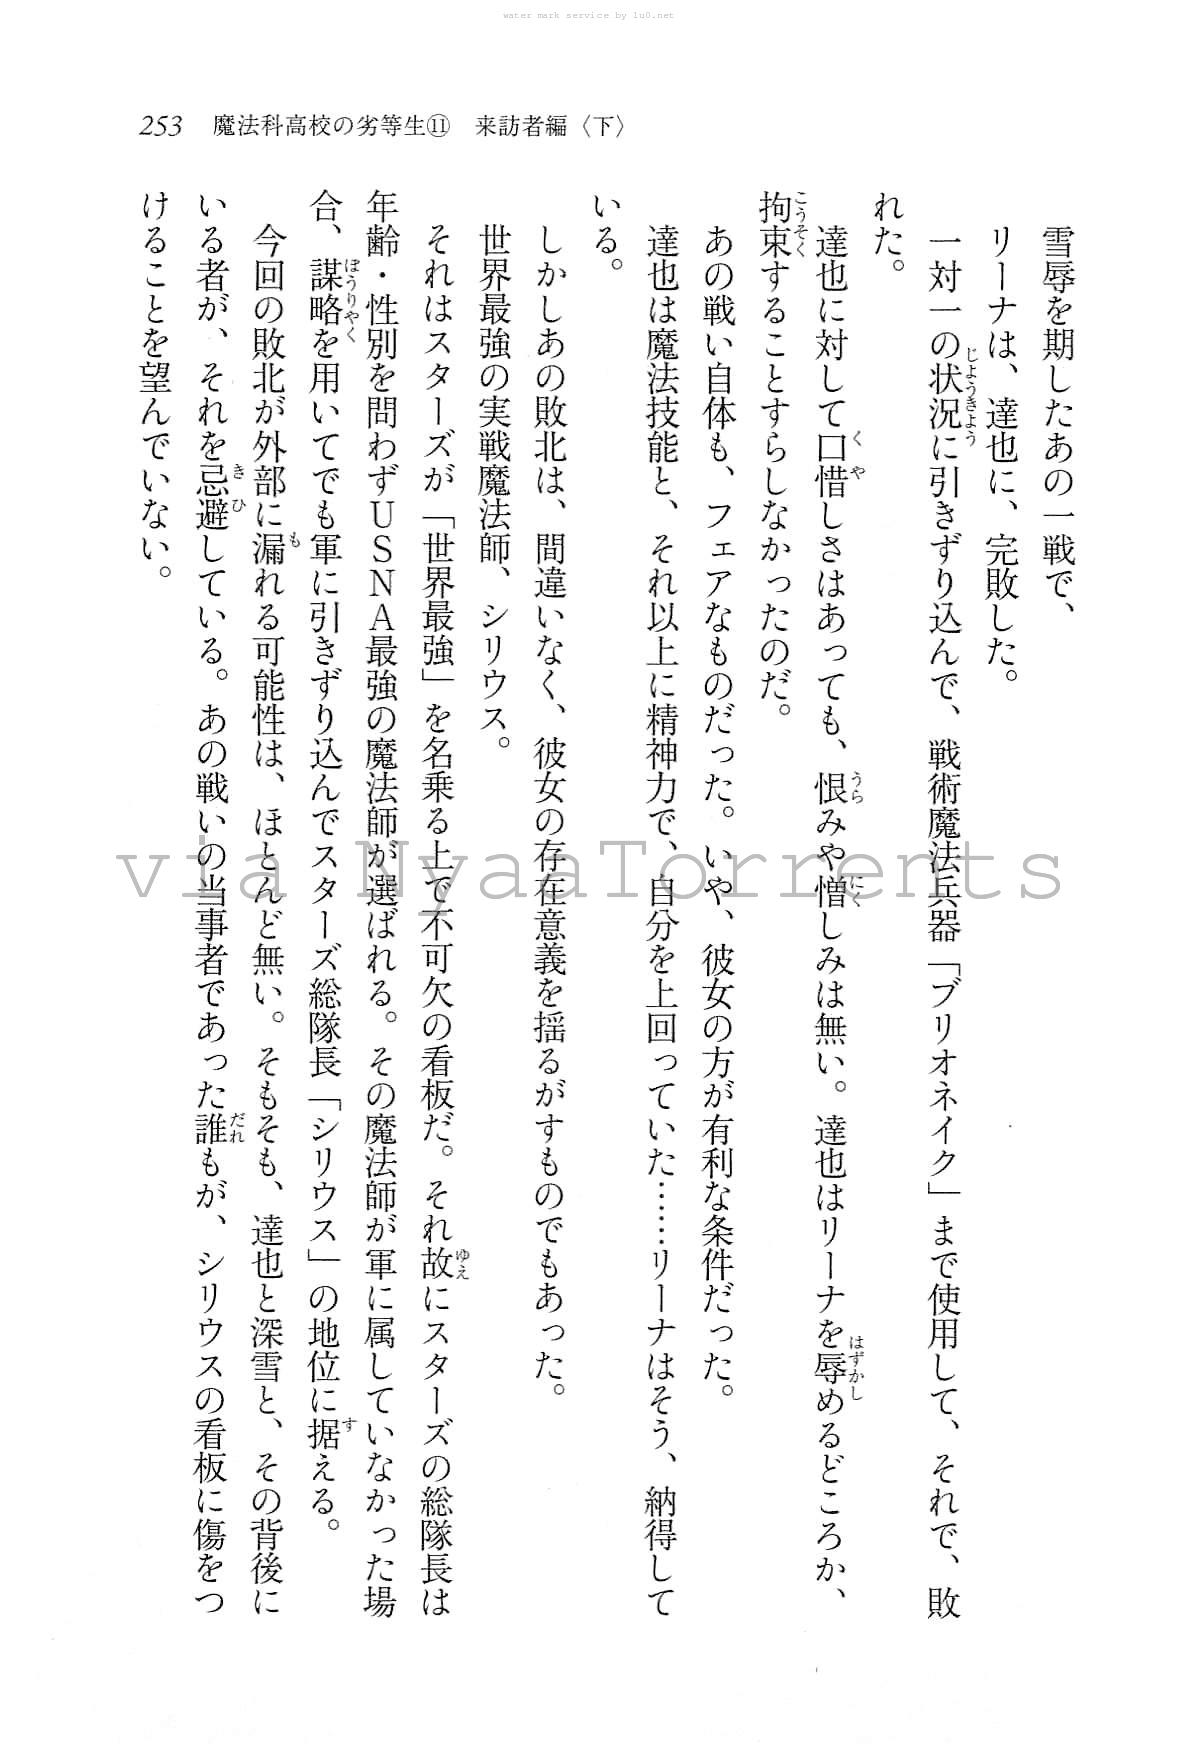 water mark service by lu0.net
253 魔法科高校の劣等生⑪ 来訪者編〈下〉
雪辱を期したあの一戦で、
リーナは、達也に、完敗した。
一対一の状況に引きずり込んで、戦術魔法兵器「ブリオネイク」まで使用して、それで、敗
れた。
達也に対して口惜しさはあっても、恨みや憎しみは無い。達也はリーナを辱めるどころか、
拘束することすらしなかったのだ。
あの戦い自体も、フェアなものだった。いや、彼女の方が有利な条件だった。
達也は魔法技能と、それ以上に精神力で、自分を上回っていた……リーナはそう、納得して
いる。
しかしあの敗北は、間違いなく、彼女の存在意義を揺るがすものでもあった。
世界最強の実戦魔法師、シリウス。
それはスターズが「世界最強」を名乗る上で不可欠の看板だ。それ故にスターズの総隊長は
年齢・性別を問わずＵＳＮＡ最強の魔法師が選ばれる。その魔法師が軍に属していなかった場
合、謀略を用いてでも軍に引きずり込んでスターズ総隊長「シリウス」の地位に据える。
今回の敗北が外部に漏れる可能性は、ほとんど無い。そもそも、達也と深雪と、その背後に
いる者が、それを忌避している。あの戦いの当事者であった誰もが、シリウスの看板に傷をつ
けることを望んでいない。
via NyaaTorrents